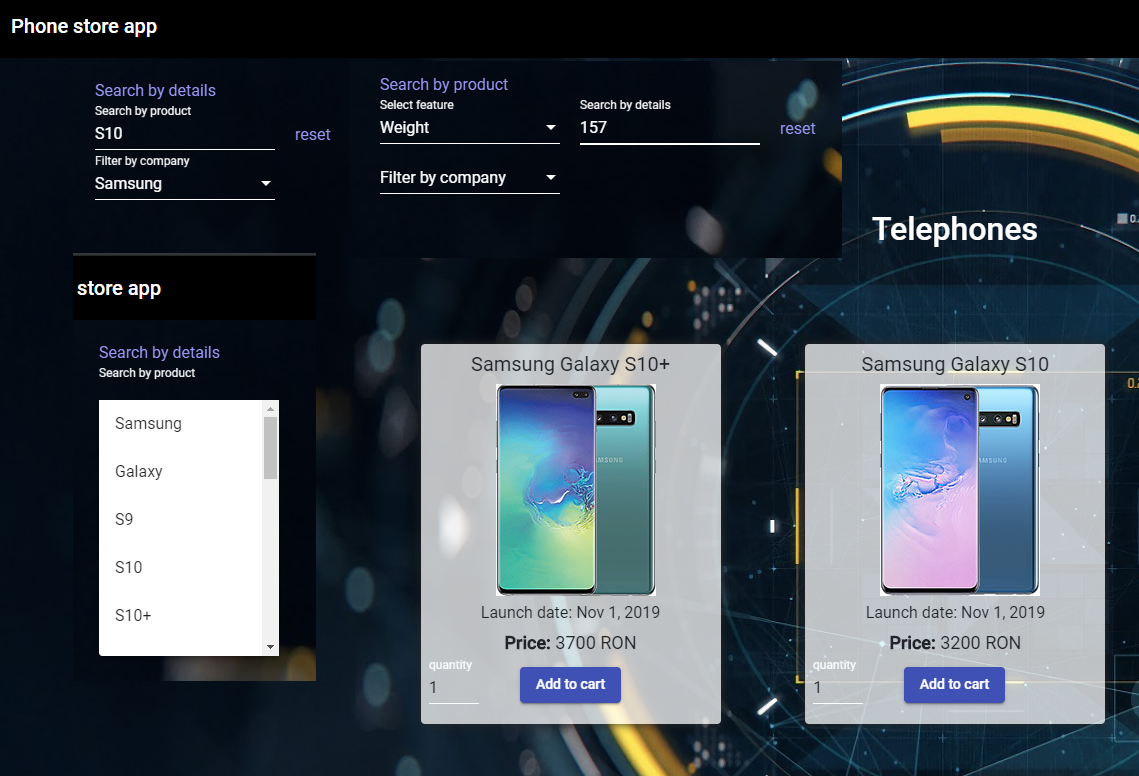 Phone store app
Search by details
Search by product
S10
reset
Filter by company
Samsung
Search by product
Select feature
Weight
Search by details
157
reset
Filter by company
Telephones
store app
Search by details
Search by product
Samsung
Galaxy
S9
S10
S10+
Samsung Galaxy S10+
SAMSUNG
Launch date: Nov 1, 2019
Price: 3700 RON
quantity
1
Add to cart
Samsung Galaxy S10
SAMSUNG
Launch date: Nov 1, 2019
Price: 3200 RON
quantity
1
Add to cart